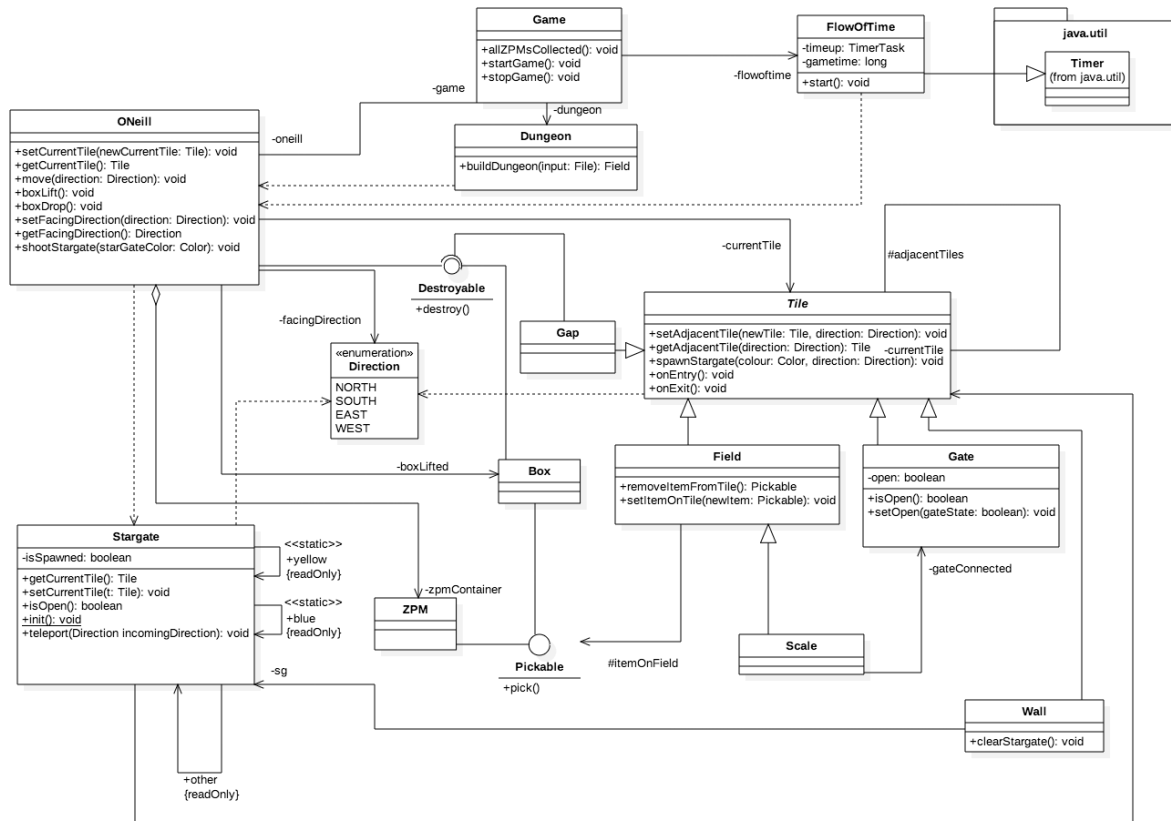 Game
+allZPMsCollected(): void
+startGame(): void
+stopGame(): void
FlowOfTime
-timeup: TimerTask
-gametime: long
+start(): void
java.util
Timer
(from java.util)
-flowoftime
-game
-dungeon
-oneill
ONeill
+setCurrentTile(newCurrentTile: Tile): void
+getCurrentTile(): Tile
+move(direction: Direction): void
+boxLift(): void
+boxDrop(): void
+setFacingDirection(direction: Direction): void
+getFacingDirection(): Direction
+shootStargate(starGateColor: Color): void
Dungeon
+buildDungeon(input: File): Field
-currentTile
#adjacentTiles
Destroyable
+destroy()
-facingDirection
Gap
Tile
+setAdjacentTile(newTile: Tile, direction: Direction): void
+getAdjacentTile(direction: Direction): Tile
-currentTile
+spawnStargate(colour: Color, direction: Direction): void
+onEntry(): void
+onExit(): void
«enumeration»
Direction
NORTH
SOUTH
EAST
WEST
-boxLifted
Box
Field
+removeItemFromTile(): Pickable
+setItemOnTile(newItem: Pickable): void
Gate
-open: boolean
+isOpen(): boolean
+setOpen(gateState: boolean): void
-gateConnected
Stargate
-isSpawned: boolean
+getCurrentTile(): Tile
+setCurrentTile(t: Tile): void
+isOpen(): boolean
+init(): void
+teleport(Direction incomingDirection): void
<<static>>
+yellow
{readOnly}
<<static>>
+blue
{readOnly}
-zpmContainer
ZPM
Pickable
+pick()
#itemOnField
Scale
-sg
Wall
+clearStargate(): void
+other
{readOnly}